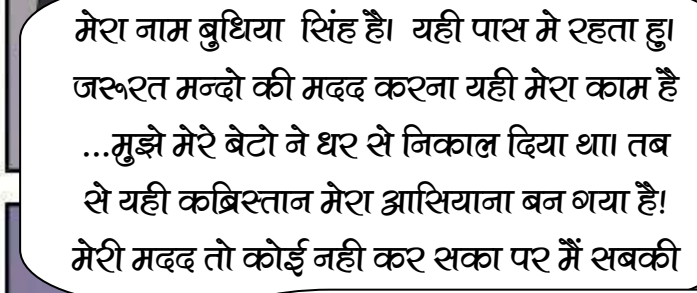 मेरा नाम बुधिया सिंह है। यही पास मे रहता हु।
जरूरत मन्दो की मदद करना यही मेरा काम है
...मुझे मेरे बेटो ने धर से निकाल दिया था। तब
से यही कब्रिस्तान मेरा आसियाना बन गया है!
मेरी मदद तो कोई नही कर सका पर मैं सबकी